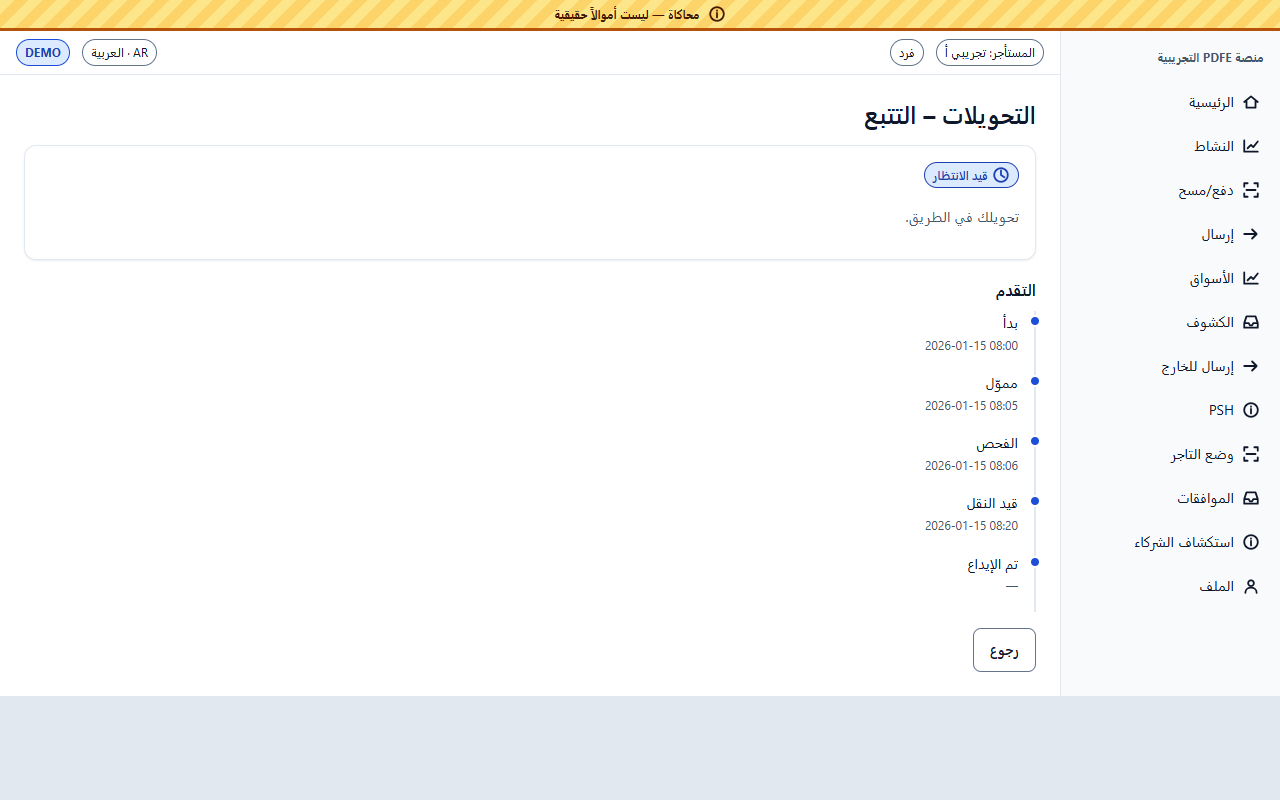 محاكاة — ليست أموالاً حقيقية
منصة PDFE التجريبية
الرئيسية
النشاط
دفع/مسح
إرسال
الأسواق
الكشوف
إرسال للخارج
PSH
وضع التاجر
الموافقات
استكشاف الشركاء
الملف
المستأجر: تجريبي أ
فرد
AR · العربية
DEMO
التحويلات – التتبع
قيد الانتظار
تحويلك في الطريق.
التقدم
بدأ
2026-01-15 08:00
مموّل
2026-01-15 08:05
الفحص
2026-01-15 08:06
قيد النقل
2026-01-15 08:20
تم الإيداع
—
رجوع